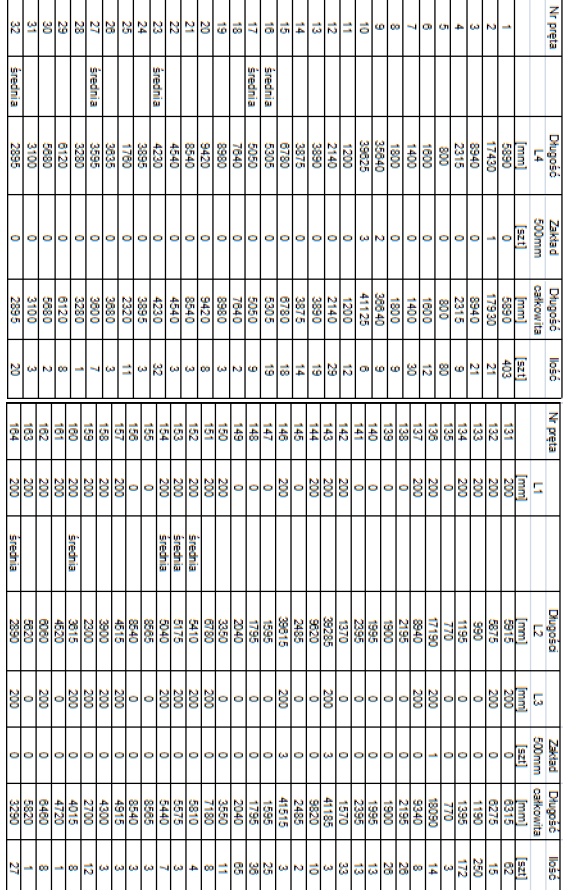 Nr pręta Długość Zakład Długość Ilość
L4 500mm całkowita
[mm] [szt] [mm] [szt]
1 5890 0 5890 403
2 17430 1 17930 21
3 8940 0 8940 21
4 2315 0 2315 9
5 800 0 800 80
6 1600 0 1600 12
7 1400 0 1400 30
8 1800 0 1800 9
9 35640 2 36640 9
10 39625 3 41125 6
11 1200 0 1200 12
12 2140 0 2140 29
13 3890 0 3890 19
14 3875 0 3875 14
15 6780 0 6780 18
16 średnia 5305 0 5305 19
17 średnia 5050 0 5050 9
18 7640 0 7640 2
19 8980 0 8980 3
20 9420 0 9420 8
21 8540 0 8540 3
22 4540 0 4540 3
23 średnia 4230 0 4230 32
24 3895 0 3895 3
25 1760 0 2320 11
26 3635 0 3680 3
27 średnia 3595 0 3600 7
28 3280 0 3280 1
29 6120 0 6120 8
30 5680 0 5680 2
31 3100 0 3100 3
32 średnia 2895 0 2895 20
Nr pręta Długości Zakład Długość Ilość
L1 L2 L3 500mm całkowita
[mm] [mm] [mm] [szt] [mm] [szt]
131 200 5915 200 0 6315 62
132 200 5875 200 0 6275 15
133 200 990 0 0 1190 250
134 200 1195 0 0 1395 172
135 0 770 0 0 770 3
136 200 17190 200 1 18090 14
137 200 8940 200 0 9340 8
138 0 2195 0 0 2195 26
139 0 1900 0 0 1900 26
140 0 1995 0 0 1995 13
141 0 2395 0 0 2395 13
142 200 1370 0 0 1570 33
143 200 39285 200 3 41185 3
144 200 9620 0 0 9820 10
145 0 2485 0 0 2485 2
146 200 39615 200 3 41515 3
147 0 1595 0 0 1595 25
148 0 1795 0 0 1795 36
149 0 2040 0 0 2040 65
150 200 3350 0 0 3550 11
151 200 6780 200 0 7180 8
152 200 średnia 5410 200 0 5810 4
153 200 średnia 5175 200 0 5575 3
154 200 średnia 5040 200 0 5440 7
155 0 8565 0 0 8565 3
156 0 8540 0 0 8540 3
157 200 4515 200 0 4915 3
158 200 3900 200 0 4300 3
159 200 2300 200 0 2700 12
160 200 średnia 3615 200 0 4015 8
161 200 4520 0 0 4720 1
162 200 6060 200 0 6460 8
163 200 5620 0 0 5820 1
164 200 średnia 2890 200 0 3290 27